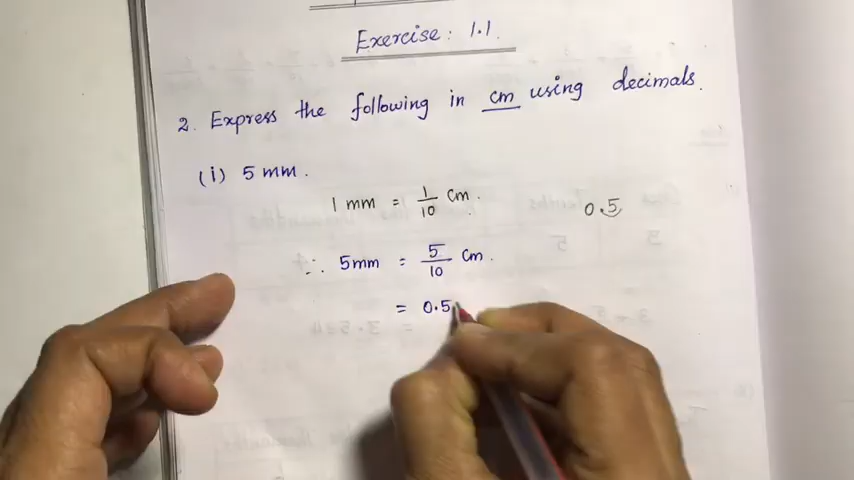 Exercise: 1.1.
2. Express the following in cm using decimals.
(i) 5 mm.
1 mm = 1/10 cm.
0.5
∴ 5mm = 5/10 cm.
= 0.5